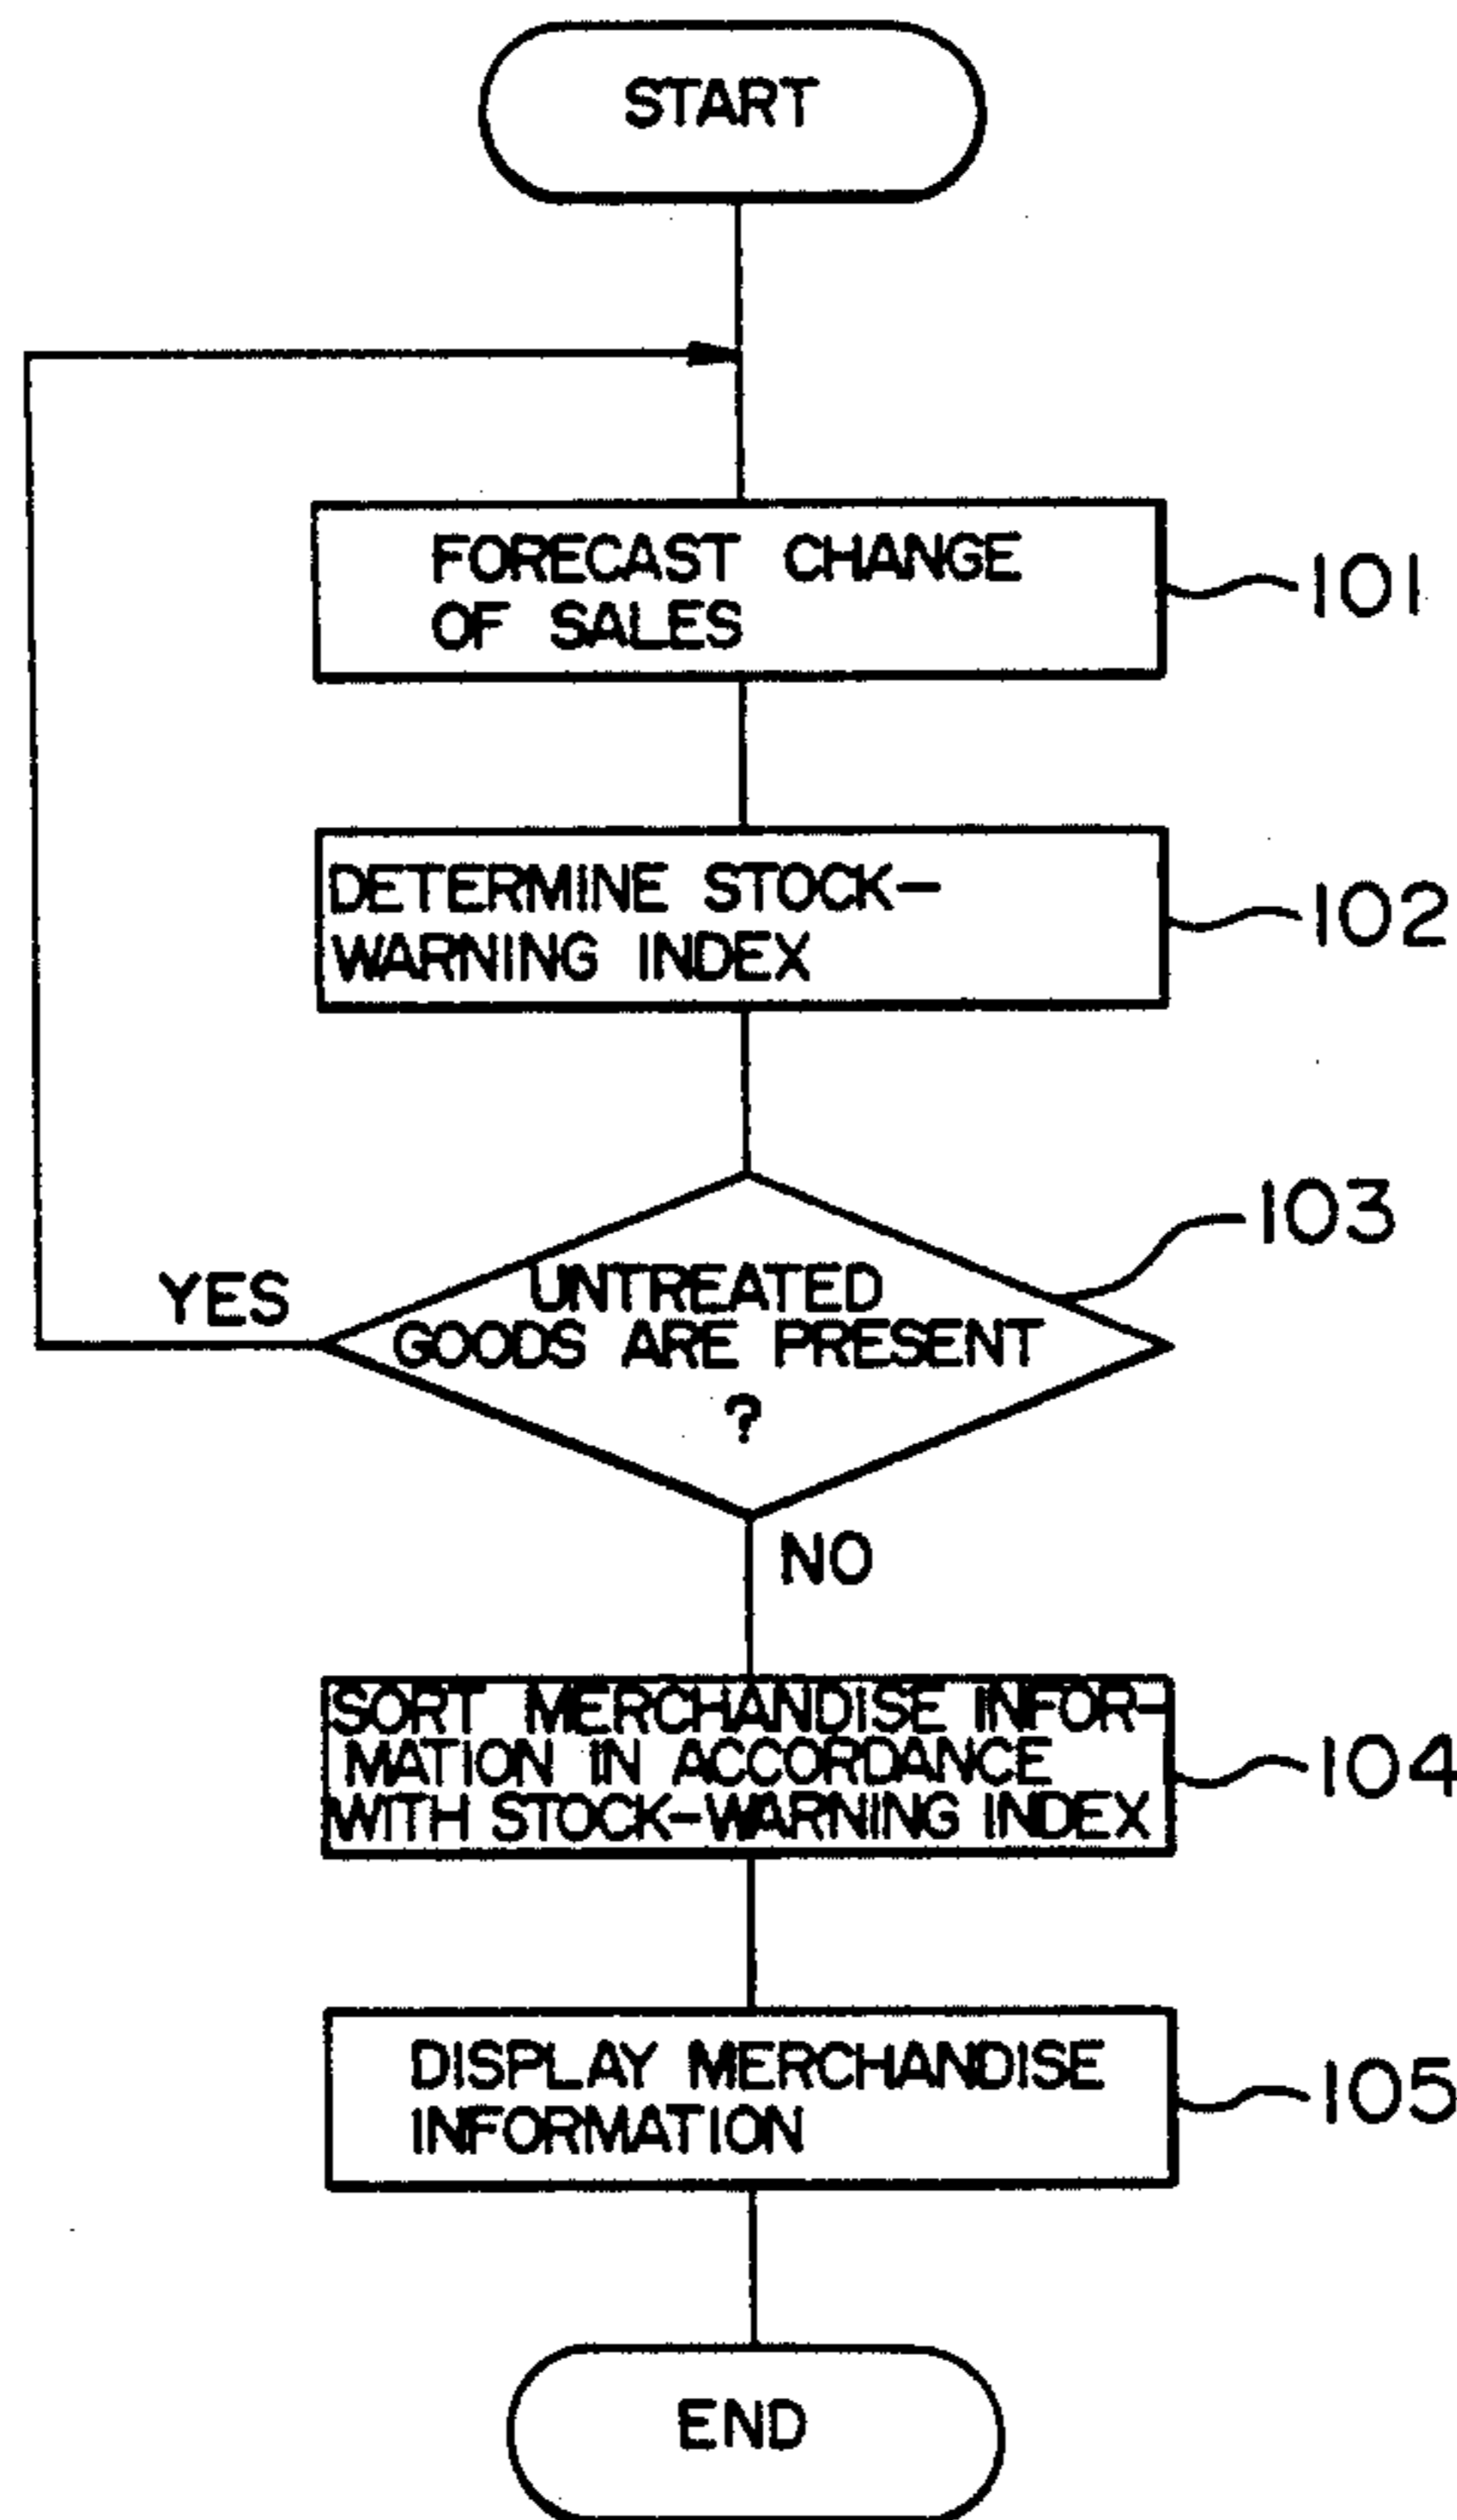 START
FORECAST CHANGE
OF SALES
101
DETERMINE STOCK-
WARNING INDEX
102
103
YES
UNTREATED
GOODS ARE PRESENT
?
NO
SORT MERCHANDISE INFOR-
MATION IN ACCORDANCE
WITH STOCK-WARNING INDEX
104
DISPLAY MERCHANDISE
INFORMATION
105
END